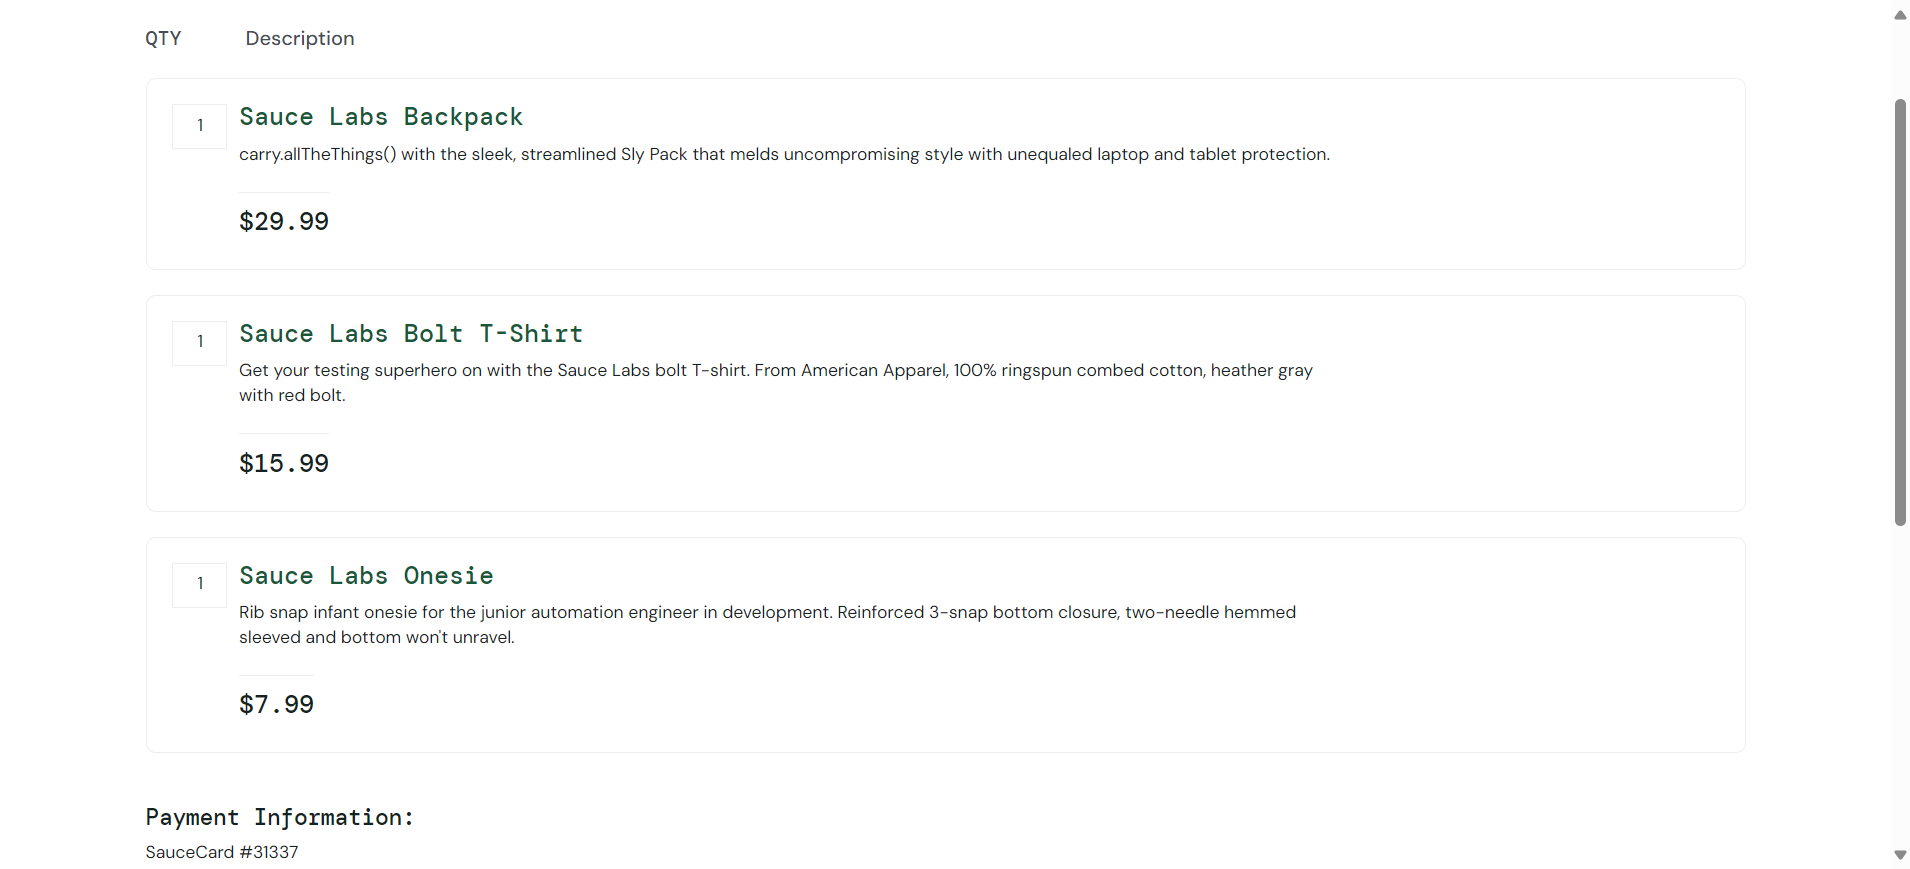 QTY Description
1 Sauce Labs Backpack
carry.allTheThings() with the sleek, streamlined Sly Pack that melds uncompromising style with unequaled laptop and tablet protection.
$29.99
1 Sauce Labs Bolt T-Shirt
Get your testing superhero on with the Sauce Labs bolt T-shirt. From American Apparel, 100% ringspun combed cotton, heather gray
with red bolt.
$15.99
1 Sauce Labs Onesie
Rib snap infant onesie for the junior automation engineer in development. Reinforced 3-snap bottom closure, two-needle hemmed
sleeved and bottom won't unravel.
$7.99
Payment Information:
SauceCard #31337